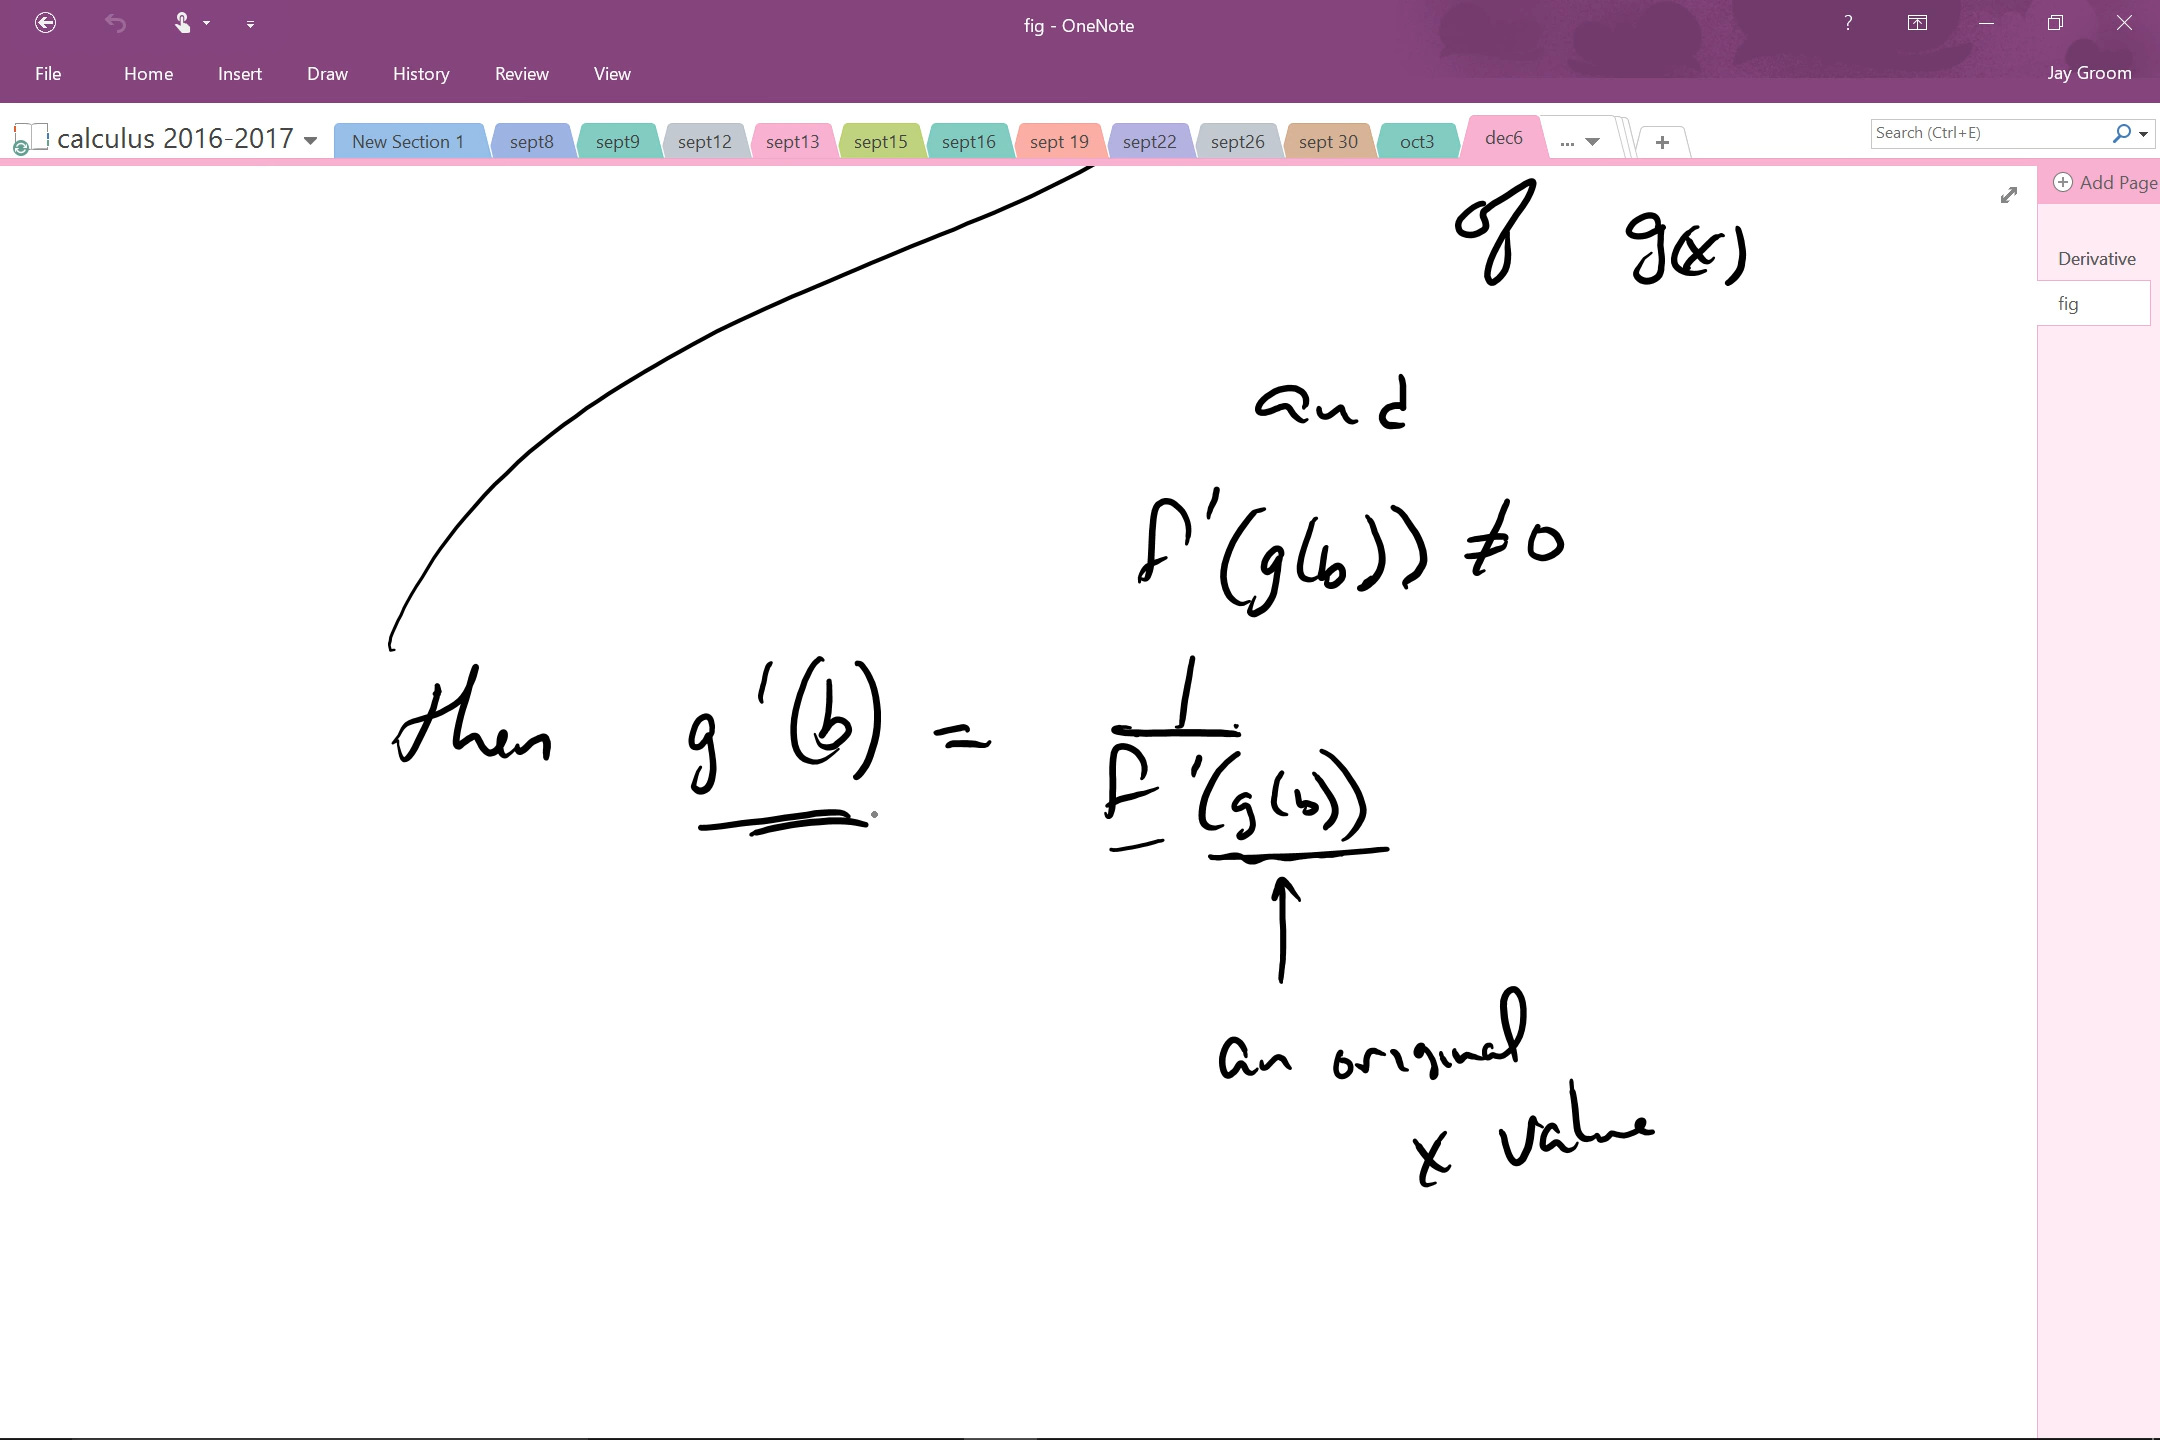 fig - OneNote
?
File Home Insert Draw History Review View
Jay Groom
calculus 2016-2017 New Section 1 sept8 sept9 sept12 sept13 sept15 sept16 sept 19 sept22 sept26 sept 30 oct3 dec6 ... +
Search (Ctrl+E)
Add Page
Derivative
fig
of g(x)
and
f'(g(b)) ≠ 0
then g'(b) = 1
f'(g(b))
an original
x value